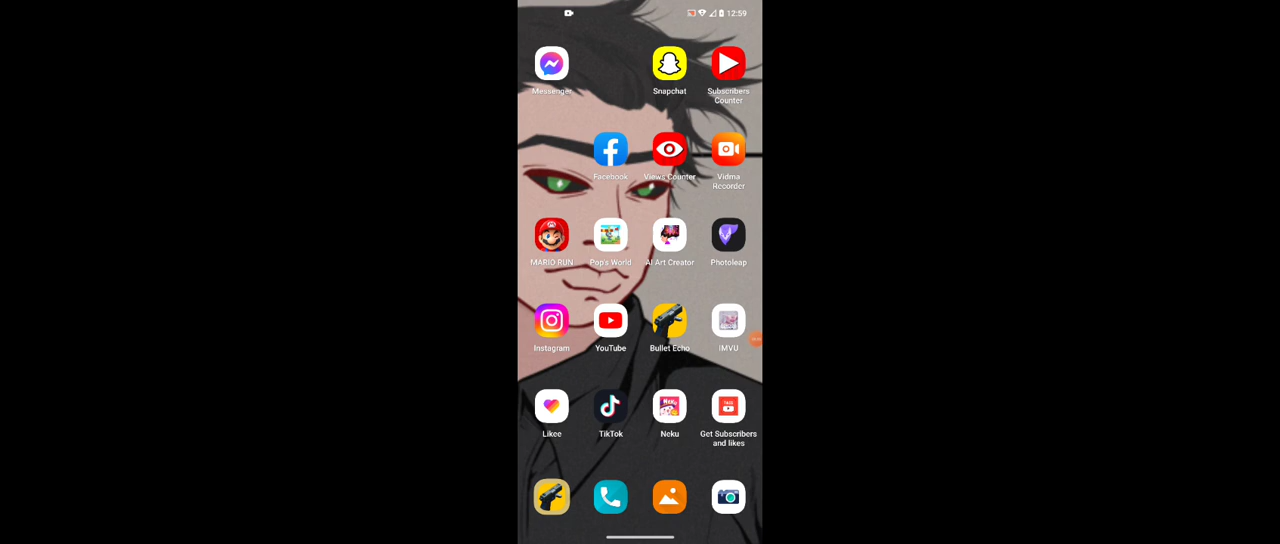 12:59
Messenger
Snapchat
Subscribers
Counter
Facebook
Views Counter
Vidma
Recorder
MARIO RUN
Pop's World
AI Art Creator
Photoleap
Instagram
YouTube
Bullet Echo
IMVU
Likee
TikTok
Neku
Get Subscribers
and likes